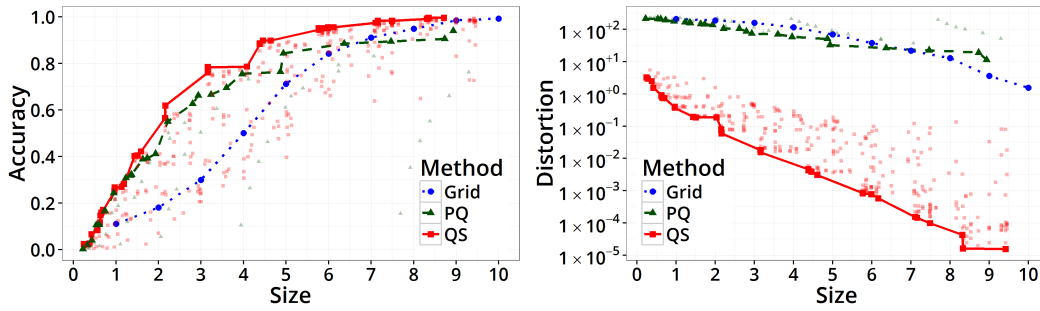 Accuracy
1.0
0.8
0.6
0.4
0.2
0.0
Method
Grid
PQ
QS
0 1 2 3 4 5 6 7 8 9 10
Size
Distortion
1 × 10⁺²
1 × 10⁺¹
1 × 10⁺⁰
1 × 10⁻¹
1 × 10⁻²
1 × 10⁻³
1 × 10⁻⁴
1 × 10⁻⁵
Method
Grid
PQ
QS
0 1 2 3 4 5 6 7 8 9 10
Size